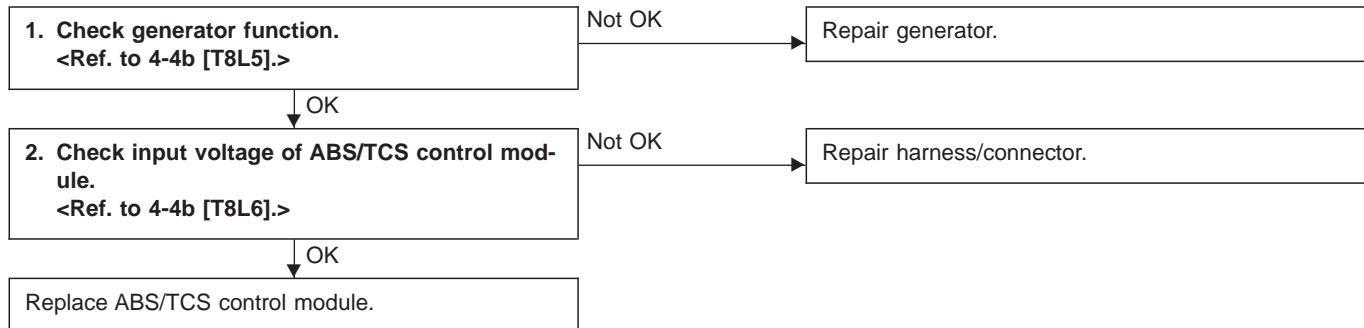 1. Check generator function.
<Ref. to 4-4b [T8L5].>
Not OK
Repair generator.
OK
2. Check input voltage of ABS/TCS control mod-
ule.
<Ref. to 4-4b [T8L6].>
Not OK
Repair harness/connector.
OK
Replace ABS/TCS control module.